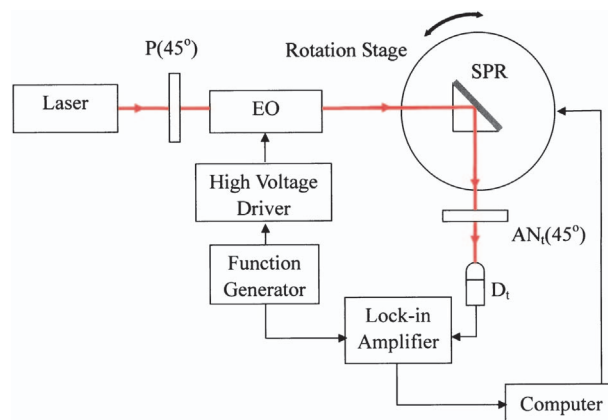 P(45°)
Rotation Stage
SPR
Laser
EO
High Voltage
Driver
ANₜ(45°)
Function
Generator
Dₜ
Lock-in
Amplifier
Computer